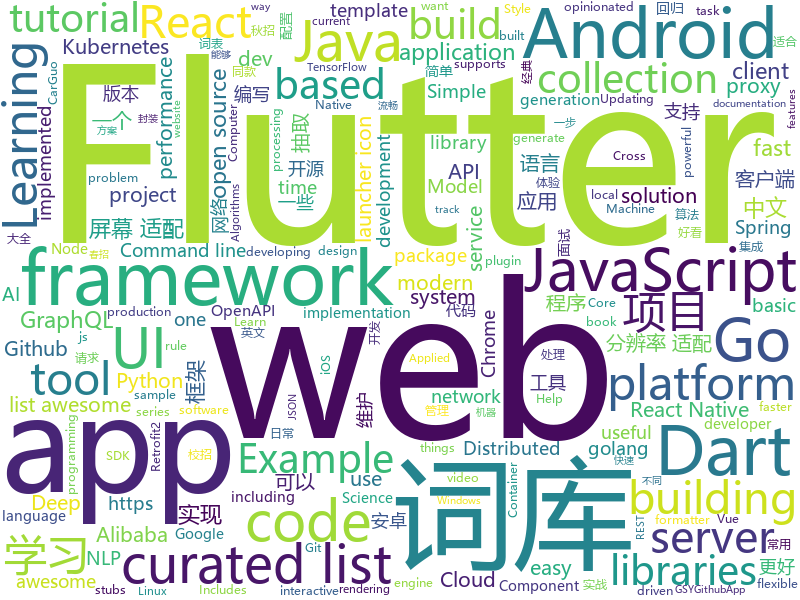 Flutter
web
app
词库
framework
Android
Java
JavaScript
React
Go
Dart
UI
tutorial
Learning
build
collection
based
platform
building
server
libraries
curated list
code
Example
tool
学习
项目
template
application
client
dev
proxy
Kubernetes
版本
一个
编写
同款
简单
Simple
支持
fast
performance
open source
抽取
网络
开源
time
一些
launcher icon
development
library
API
Model
语言
应用
solution
客户端
中文
Spring
project
implemented
problem
屏幕 适配
Command line
developing
design
service
package
modern
system
程序
Core
basic
分辨率 适配
AI
GraphQL
Node
OpenAPI
implementation
代码
book
Github
js
one
production
框架
维护
Chrome
工具
处理
Python
network
React Native
list awesome
useful
developer
Distributed
golang
https
use
可以
实现
安卓
Deep
awesome
Science
Google
including
NLP
Alibaba
Cloud
Component
easy
language
Vue
stubs
Linux
interactive
rendering
engine
flexible
driven
GSYGithubApp
Includes
Git
Help
Cross
Container
REST
JSON
SDK
Retrofit2
Windows
formatter
Applied
video
things
software
programming
series
sample
rule
iOS
开发
英文
请求
日常
管理
机器
校招
春招
秋招
词表
配置
回归
面试
算法
体验
一步
好看
集成
常用
适合
大全
方案
封装
能够
流畅
经典
实战
快速
不同
更好
TensorFlow
Native
supports
current
way
built
want
opinionated
task
Style
Updating
documentation
features
powerful
local
Machine
track
plugin
generation
generate
processing
website
Computer
Algorithms
CarGuo
Learn
faster